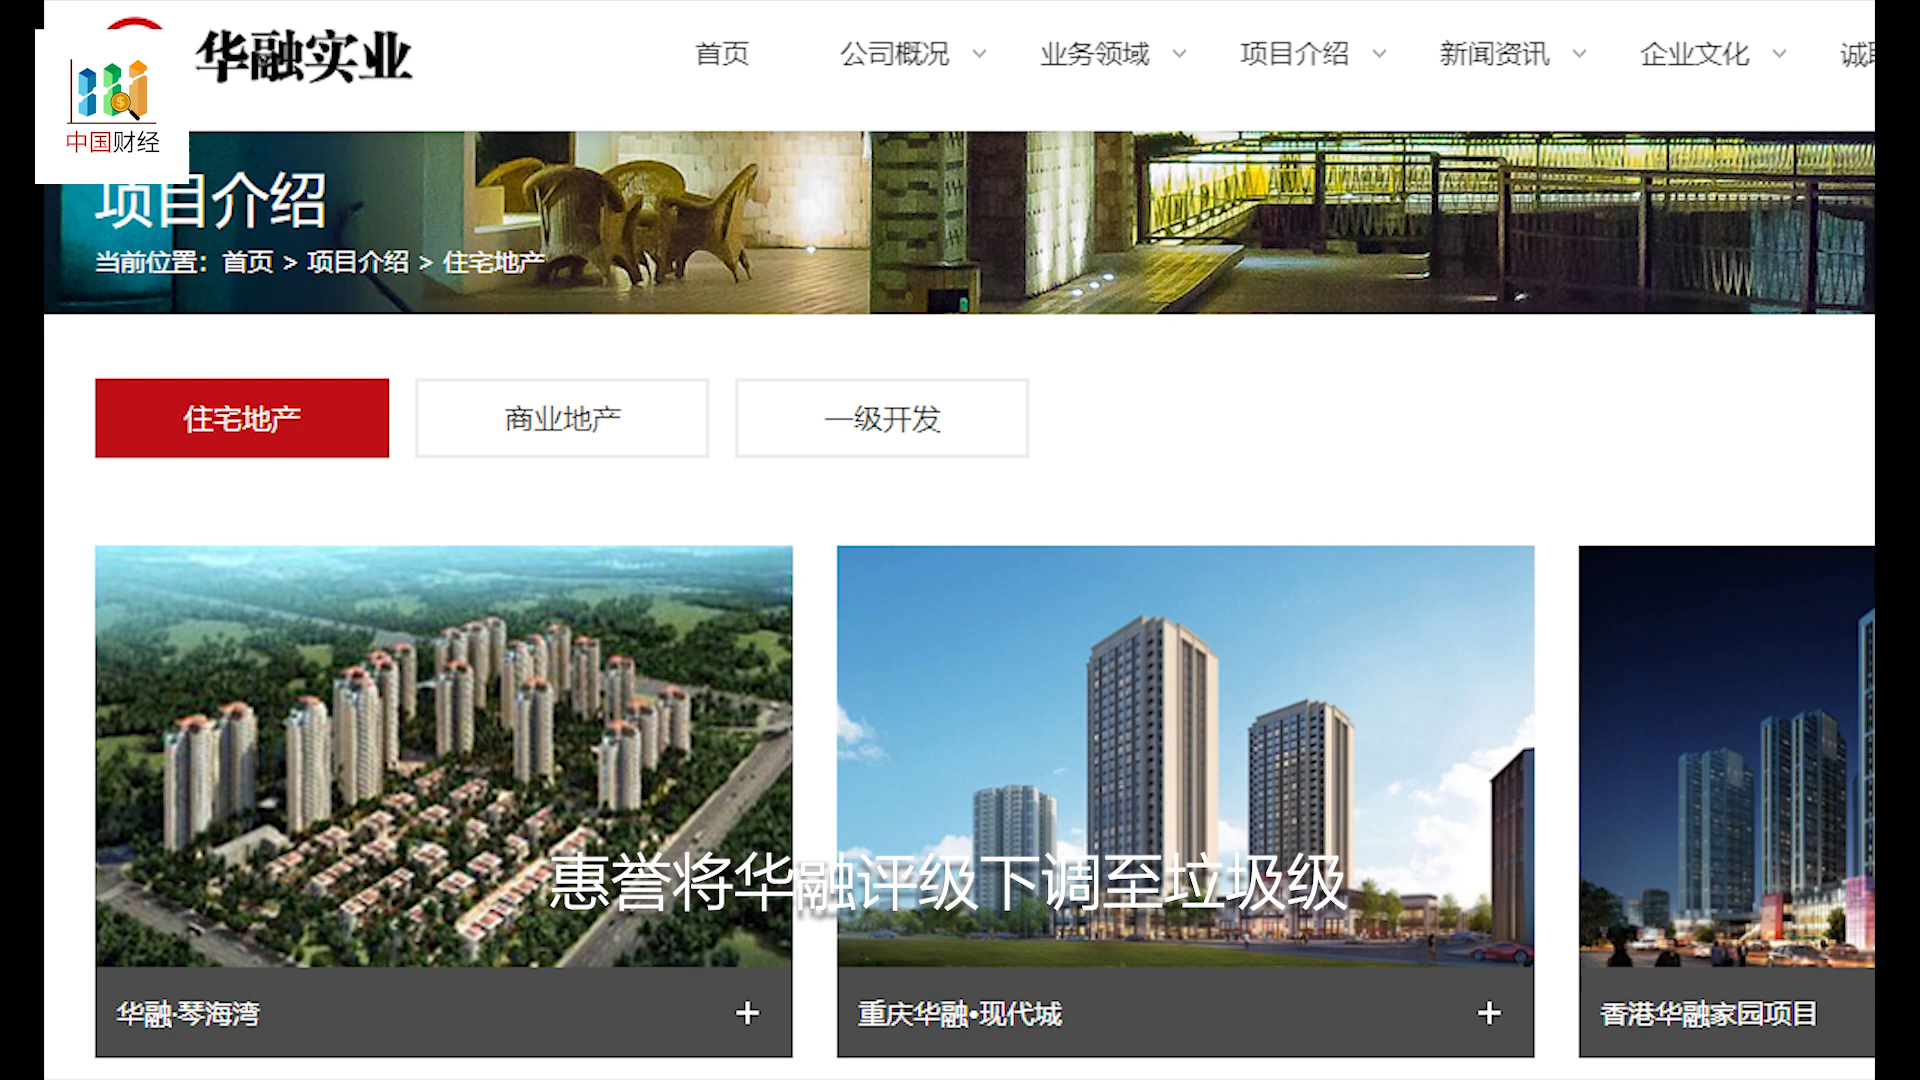 华融实业
首页 公司概况 业务领域 项目介绍 新闻资讯 企业文化 诚
中国财经
项目介绍
当前位置：首页 > 项目介绍 > 住宅地产
住宅地产 商业地产 一级开发
惠誉将华融评级下调至垃圾级
华融·琴海湾 +
重庆华融•现代城 +
香港华融家园项目